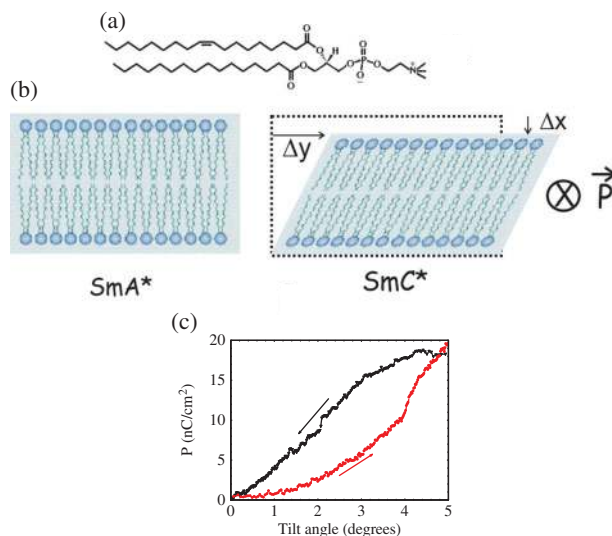 (a)
O
O
H
O
O
P
O
N
+
O
O
O
−
(b)
Δy
Δx
X
P
SmA*
SmC*
(c)
20
15
10
5
0
P (nC/cm²)
0 1 2 3 4 5
Tilt angle (degrees)